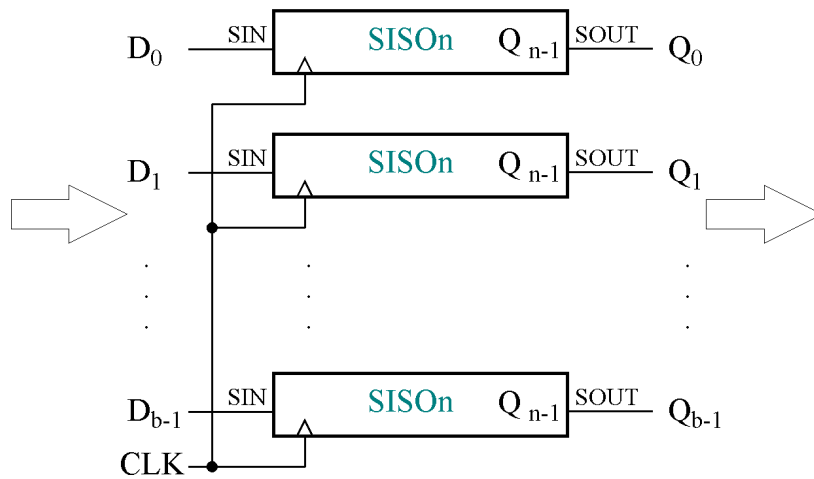 D0 SIN SISOn Q n-1 SOUT Q0
D1 SIN SISOn Q n-1 SOUT Q1
Db-1 SIN SISOn Q n-1 SOUT Qb-1
CLK